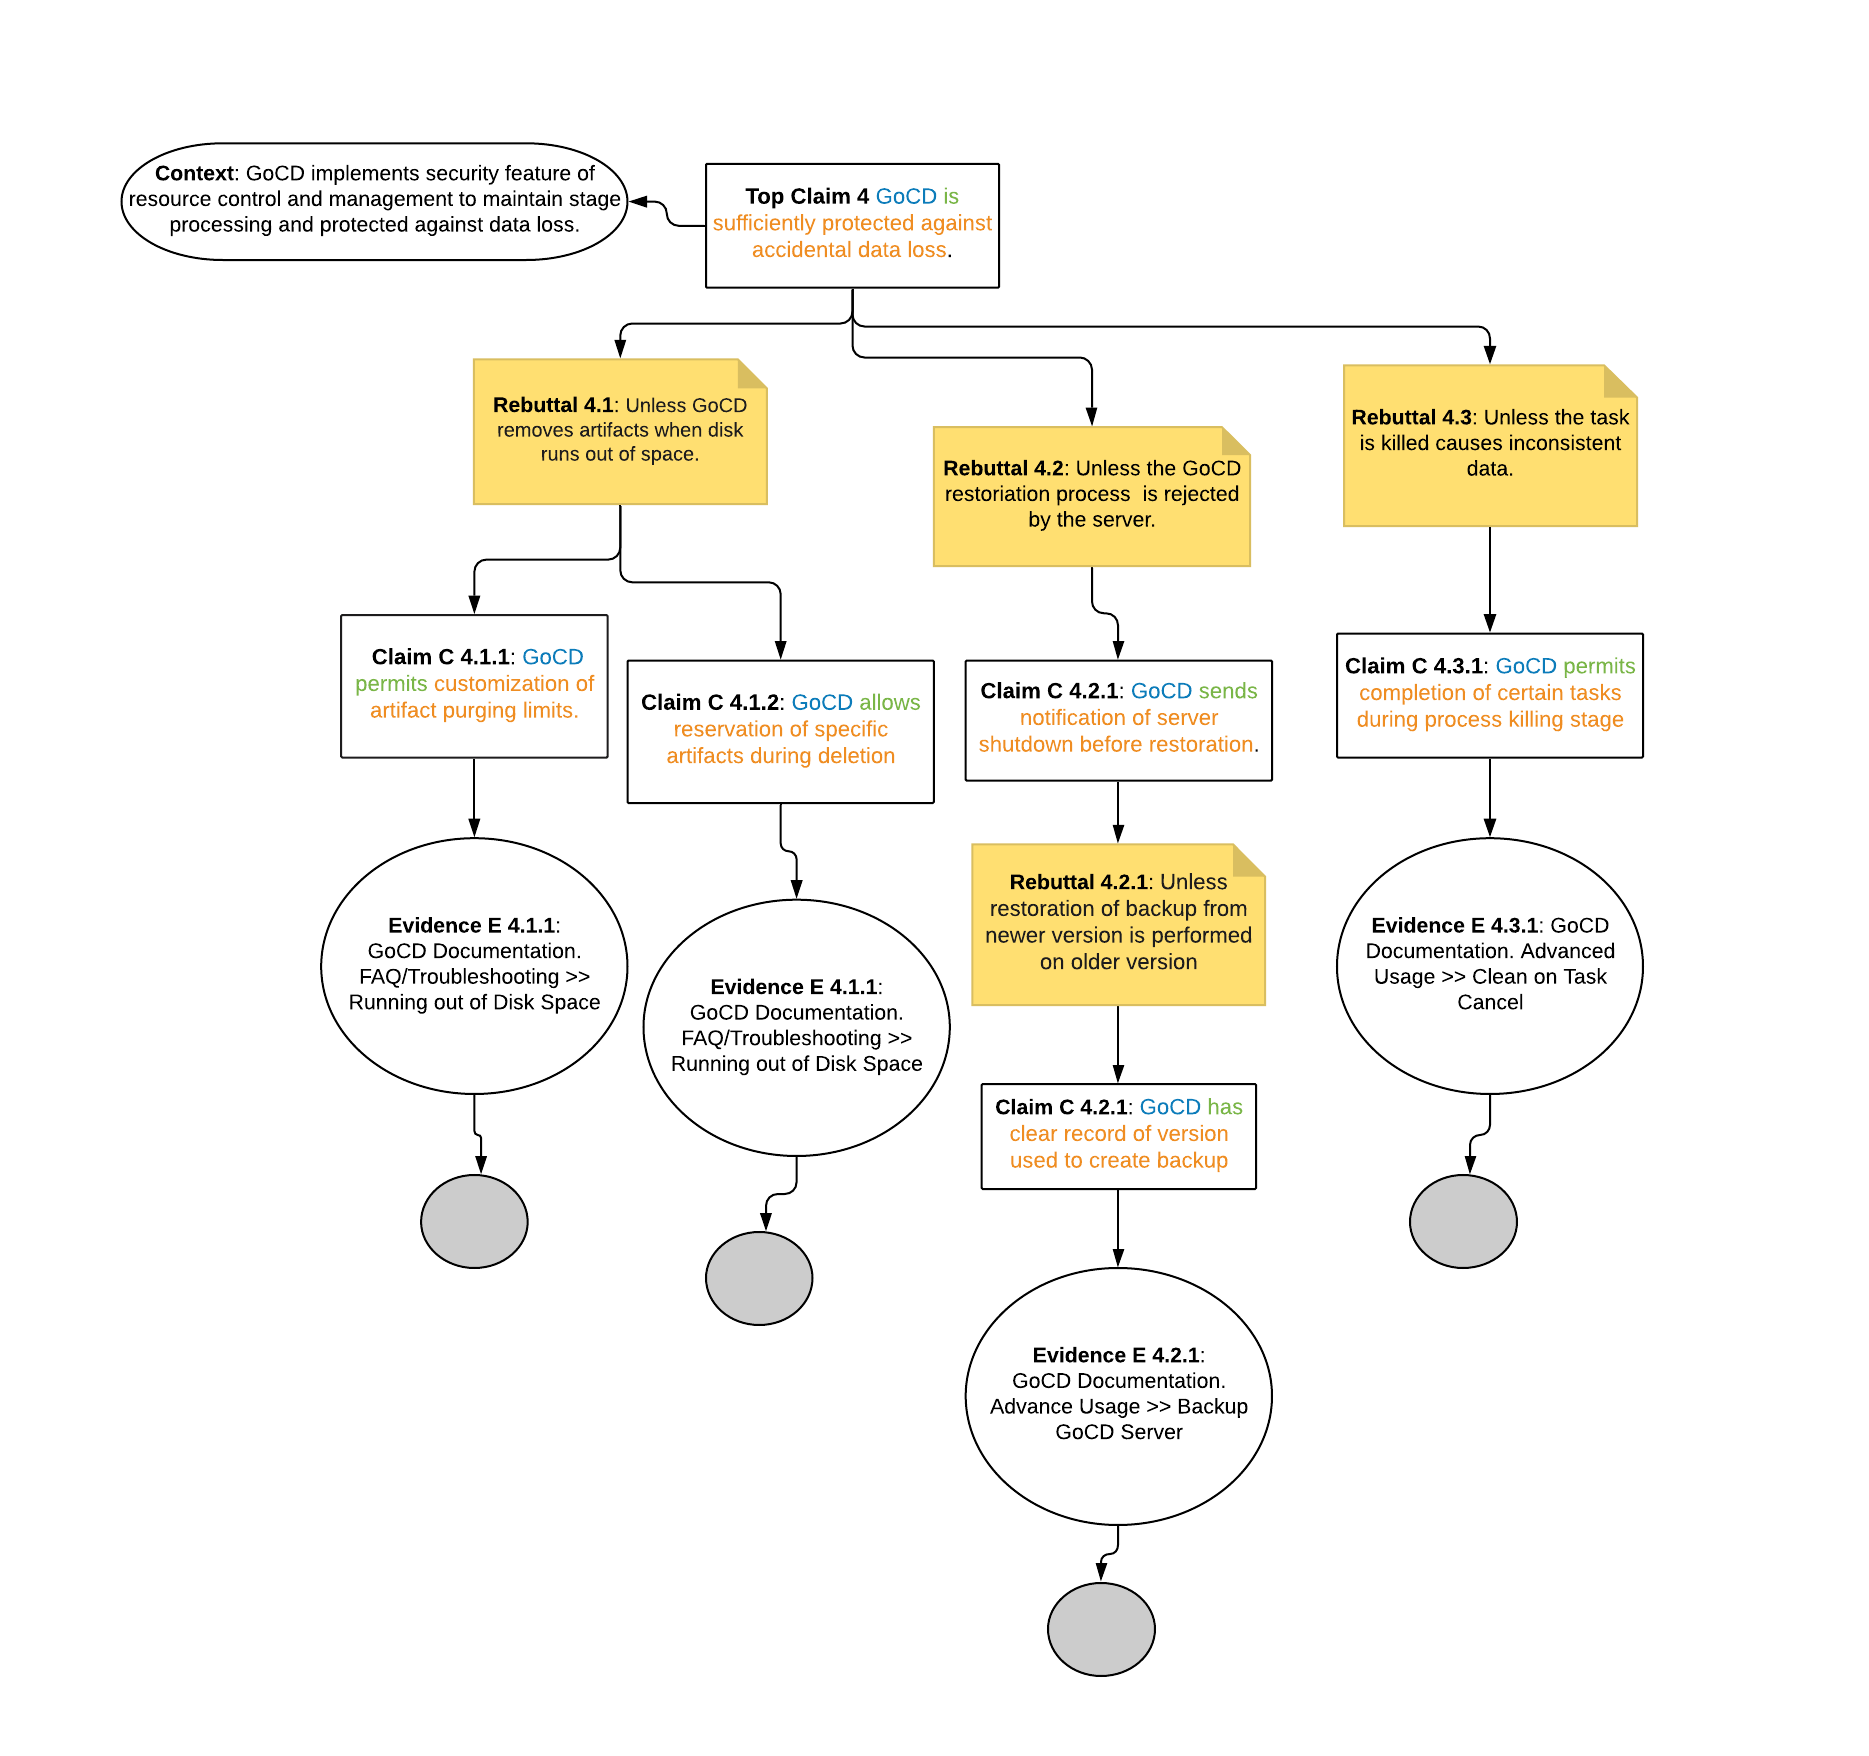 Context: GoCD implements security feature of
resource control and management to maintain stage
processing and protected against data loss.
Top Claim 4 GoCD is
sufficiently protected against
accidental data loss.
Rebuttal 4.1: Unless GoCD
removes artifacts when disk
runs out of space.
Rebuttal 4.2: Unless the GoCD
restoriation process  is rejected
by the server.
Rebuttal 4.3: Unless the task
is killed causes inconsistent
data.
Claim C 4.1.1: GoCD
permits customization of
artifact purging limits.
Claim C 4.1.2: GoCD allows
reservation of specific
artifacts during deletion
Claim C 4.2.1: GoCD sends
notification of server
shutdown before restoration.
Claim C 4.3.1: GoCD permits
completion of certain tasks
during process killing stage
Rebuttal 4.2.1: Unless
restoration of backup from
newer version is performed
on older version
Evidence E 4.1.1:
GoCD Documentation.
FAQ/Troubleshooting >>
Running out of Disk Space
Evidence E 4.1.1:
GoCD Documentation.
FAQ/Troubleshooting >>
Running out of Disk Space
Evidence E 4.3.1: GoCD
Documentation. Advanced
Usage >> Clean on Task
Cancel
Claim C 4.2.1: GoCD has
clear record of version
used to create backup
Evidence E 4.2.1:
GoCD Documentation.
Advance Usage >> Backup
GoCD Server